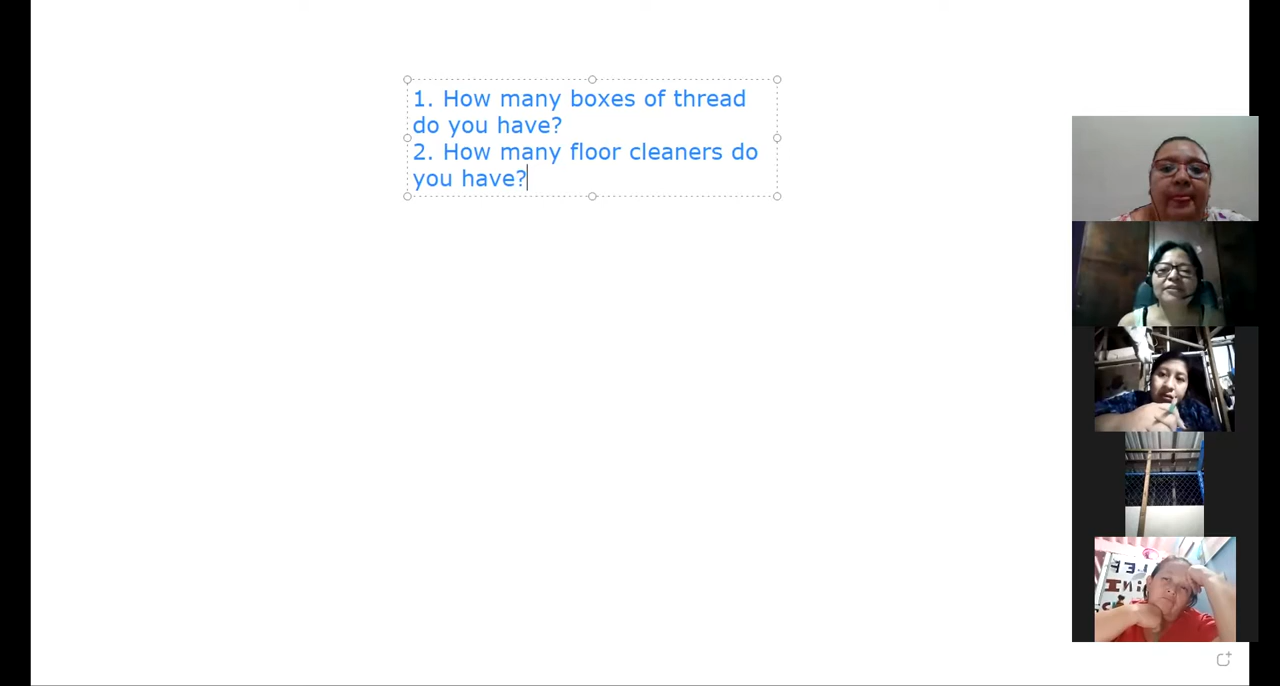 1. How many boxes of thread
do you have?
2. How many floor cleaners do
you have?